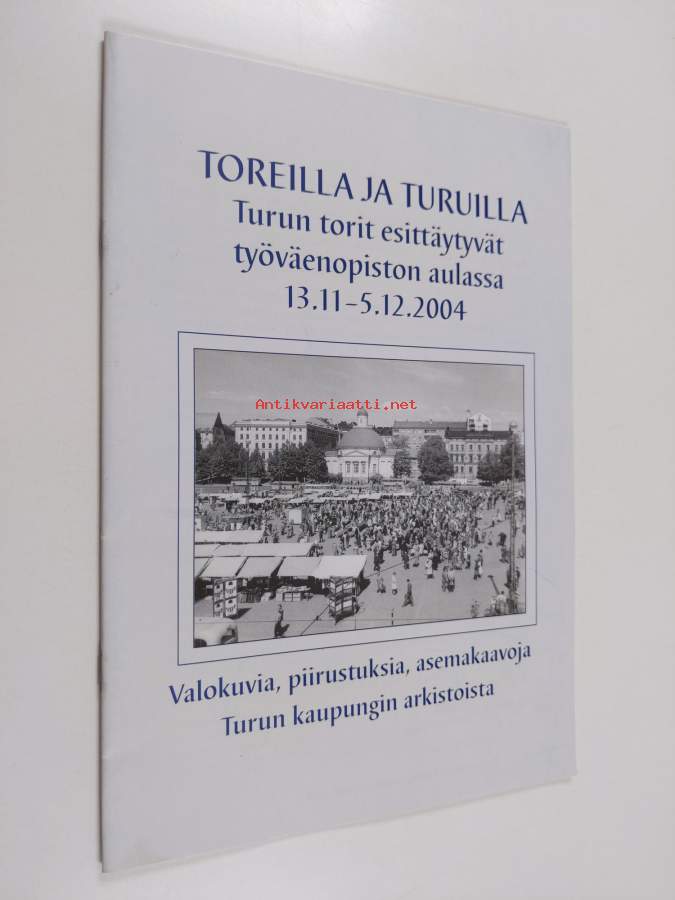 TOREILLA JA TURUILLA
Turun torit esittäytyvät
työväenopiston aulassa
13.11–5.12.2004
Antikvariaatti.net
Valokuvia, piirustuksia, asemakaavoja
Turun kaupungin arkistoista